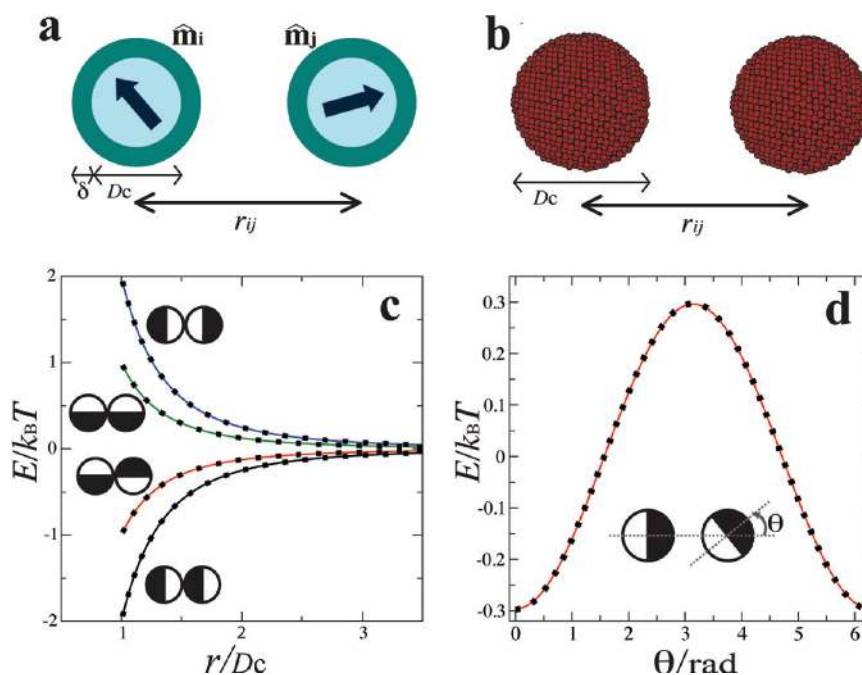 a
m̂i
m̂j
δ
Dc
rij
b
Dc
rij
c
E/kBT
2
1
0
-1
-2
1
2
3
r/Dc
d
E/kBT
0.3
0.2
0.1
0
-0.1
-0.2
-0.3
θ
0
1
2
3
4
5
6
θ/rad